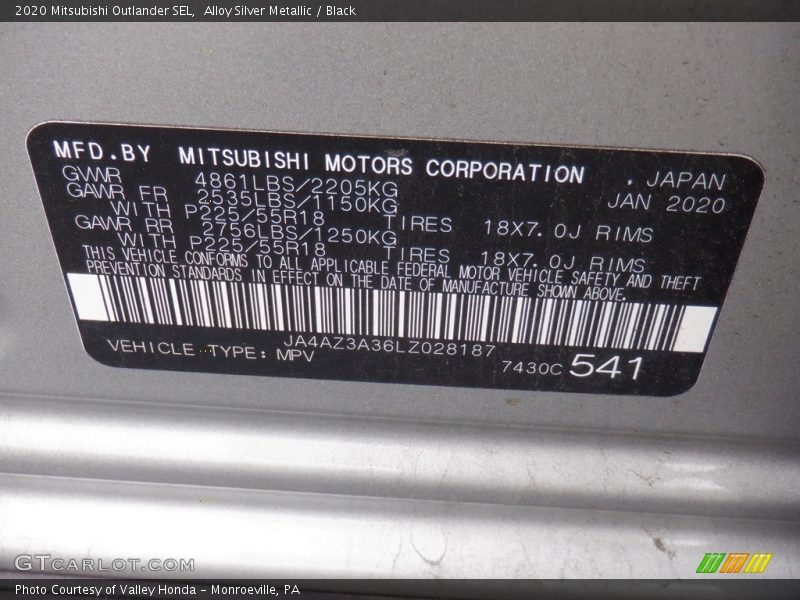 2020 Mitsubishi Outlander SEL, Alloy Silver Metallic / Black
MFD.BY MITSUBISHI MOTORS CORPORATION . JAPAN
GWWR 4861LBS/2205KG JAN 2020
GAWR FR 2535LBS/1150KG
WITH P225/55R18 TIRES 18X7.0J RIMS
GAWR RR 2756LBS/1250KG
WITH P225/55R18 TIRES 18X7.0J RIMS
THIS VEHICLE CONFORMS TO ALL APPLICABLE FEDERAL MOTOR VEHICLE SAFETY AND THEFT
PREVENTION STANDARDS IN EFFECT ON THE DATE OF MANUFACTURE SHOWN ABOVE.
JA4AZ3A36LZ028187
VEHICLE TYPE: MPV 7430C 541
GTCARLOT.COM
Photo Courtesy of Valley Honda - Monroeville, PA